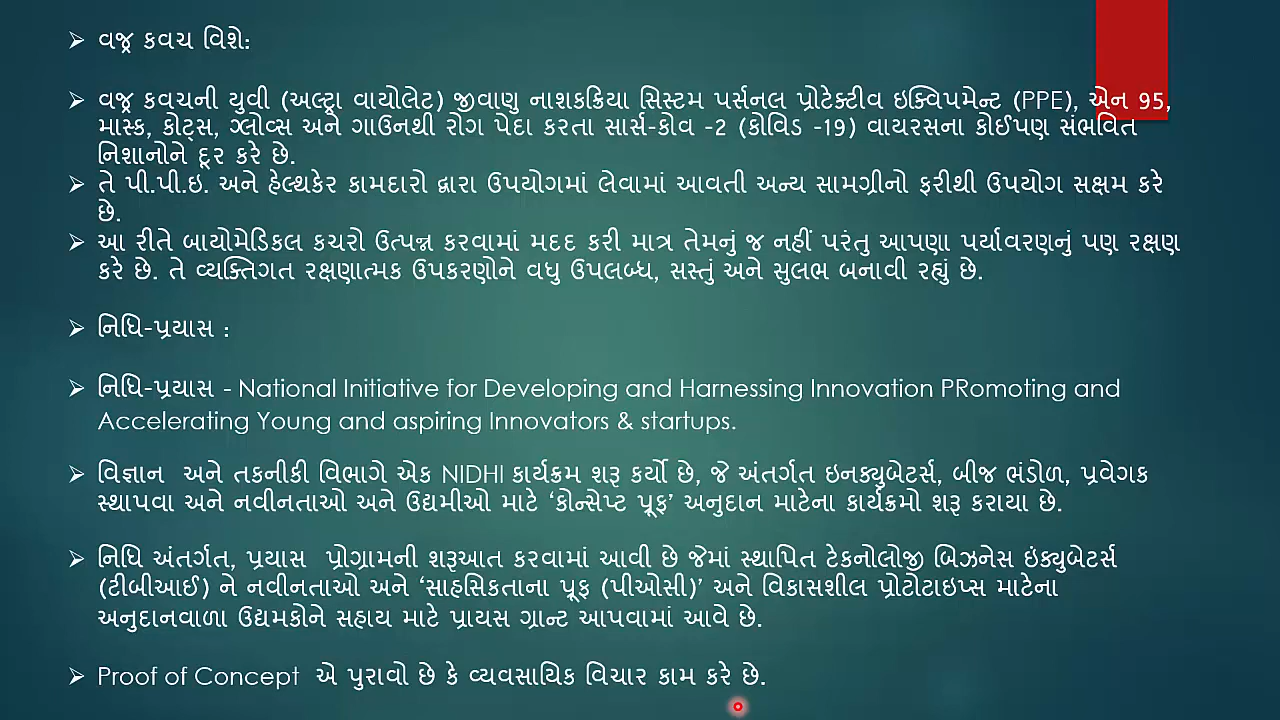 ➢ વજ્ર કવચ વિશે:
➢ વજ્ર કવચની યુવી (અલ્ટ્રા વાયોલેટ) જીવાણુ નાશકક્રિયા સિસ્ટમ પર્સનલ પ્રોટેક્ટીવ ઇક્વિપમેન્ટ (PPE), એન 95,
માસ્ક, કોટ્સ, ગ્લોવ્સ અને ગાઉનથી રોગ પેદા કરતા સાર્સ-કોવ -2 (કોવિડ -19) વાયરસના કોઈપણ સંભવિત
નિશાનોને દૂર કરે છે.
➢ તે પી.પી.ઇ. અને હેલ્થકેર કામદારો દ્વારા ઉપયોગમાં લેવામાં આવતી અન્ય સામગ્રીનો ફરીથી ઉપયોગ સક્ષમ કરે
છે.
➢ આ રીતે બાયોમેડિકલ કચરો ઉત્પન્ન કરવામાં મદદ કરી માત્ર તેમનું જ નહીં પરંતુ આપણા પર્યાવરણનું પણ રક્ષણ
કરે છે. તે વ્યક્તિગત રક્ષણાત્મક ઉપકરણોને વધુ ઉપલબ્ધ, સસ્તું અને સુલભ બનાવી રહ્યું છે.
➢ નિધિ-પ્રયાસ :
➢ નિધિ-પ્રયાસ - National Initiative for Developing and Harnessing Innovation PRomoting and
Accelerating Young and aspiring Innovators & startups.
➢ વિજ્ઞાન અને તકનીકી વિભાગે એક NIDHI કાર્યક્રમ શરૂ કર્યો છે, જે અંતર્ગત ઇનક્યુબેટર્સ, બીજ ભંડોળ, પ્રવેગક
સ્થાપવા અને નવીનતાઓ અને ઉદ્યમીઓ માટે ‘કોન્સેપ્ટ પ્રૂફ’ અનુદાન માટેના કાર્યક્રમો શરૂ કરાયા છે.
➢ નિધિ અંતર્ગત, પ્રયાસ પ્રોગ્રામની શરૂઆત કરવામાં આવી છે જેમાં સ્થાપિત ટેકનોલોજી બિઝનેસ ઇંક્યુબેટર્સ
(ટીબીઆઈ) ને નવીનતાઓ અને ‘સાહસિકતાના પ્રૂફ (પીઓસી)’ અને વિકાસશીલ પ્રોટોટાઇપ્સ માટેના
અનુદાનવાળા ઉદ્યમકોને સહાય માટે પ્રાયસ ગ્રાન્ટ આપવામાં આવે છે.
➢ Proof of Concept એ પુરાવો છે કે વ્યવસાયિક વિચાર કામ કરે છે.